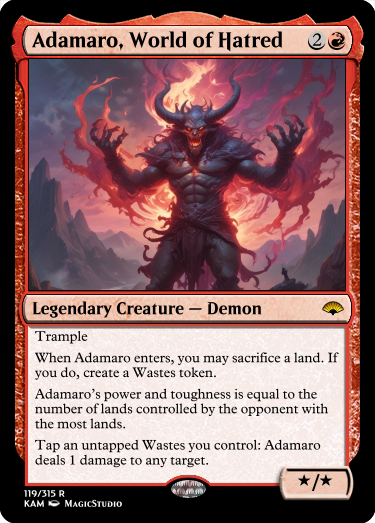 Adamaro, World of Hatred 2
Legendary Creature — Demon
Trample
When Adamaro enters, you may sacrifice a land. If
you do, create a Wastes token.
Adamaro's power and toughness is equal to the
number of lands controlled by the opponent with
the most lands.
Tap an untapped Wastes you control: Adamaro
deals 1 damage to any target.
★/★
119/315 R
KAM MagicStudio